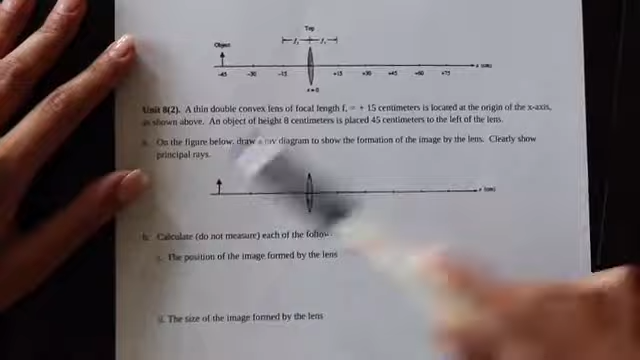 Top
Object
f₁ f₁
-45 -30 -15 +15 +30 +45 +60 +75 x (cm)
x = 0
Unit 8(2). A thin double convex lens of focal length f₁ = + 15 centimeters is located at the origin of the x-axis,
as shown above. An object of height 8 centimeters is placed 45 centimeters to the left of the lens.
a. On the figure below, draw a ray diagram to show the formation of the image by the lens. Clearly show
principal rays.
x (cm)
b. Calculate (do not measure) each of the
i. The position of the image formed by the lens
ii. The size of the image formed by the lens